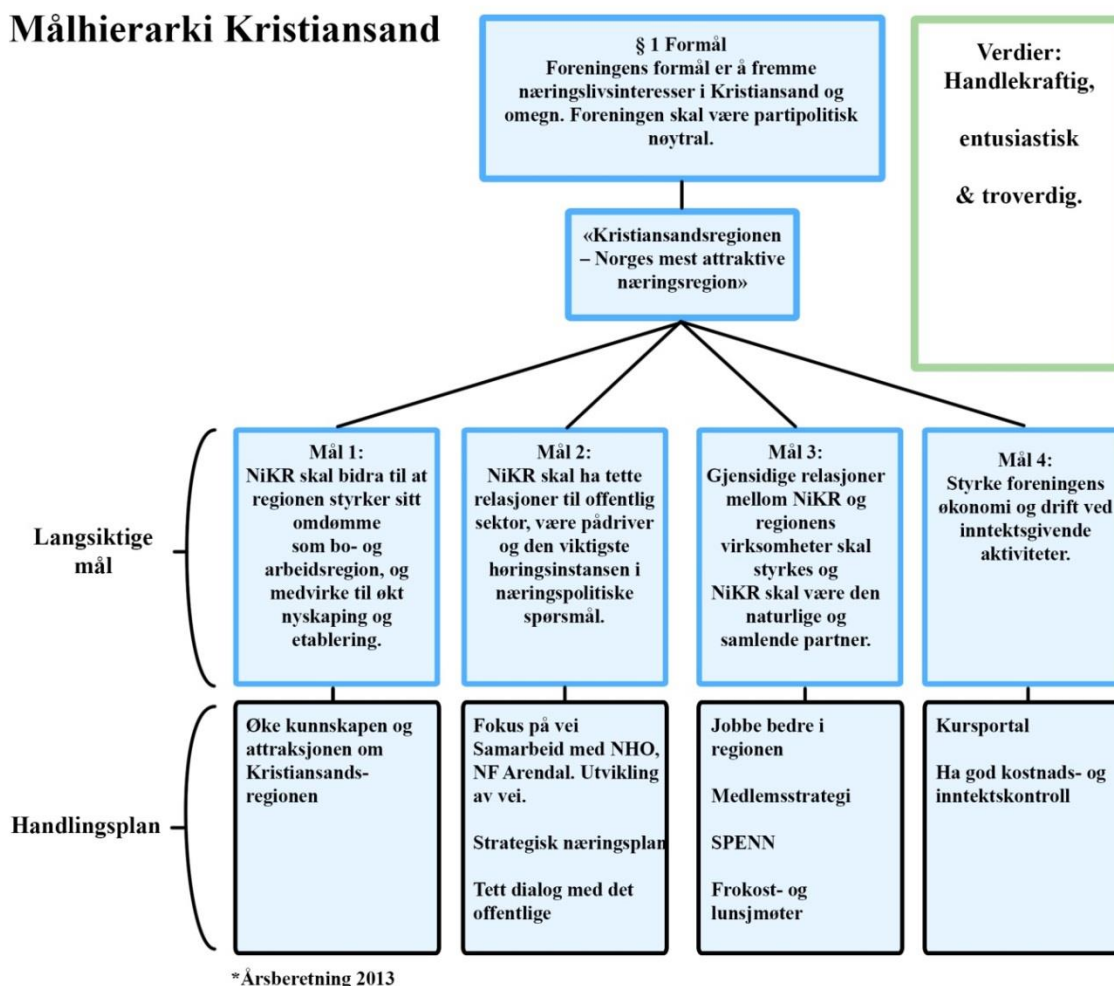 Målhierarki Kristiansand
§ 1 Formål
Foreningens formål er å fremme
næringslivsinteresser i Kristiansand og
omegn. Foreningen skal være partipolitisk
nøytral.
Verdier:
Handlekraftig,
entusiastisk
& troverdig.
«Kristiansandsregionen
– Norges mest attraktive
næringsregion»
Langsiktige
mål
Mål 1:
NiKR skal bidra til at
regionen styrker sitt
omdømme
som bo- og
arbeidsregion, og
medvirke til økt
nyskaping og
etablering.
Mål 2:
NiKR skal ha tette
relasjoner til offentlig
sektor, være pådriver
og den viktigste
høringsinstansen i
næringspolitiske
spørsmål.
Mål 3:
Gjensidige relasjoner
mellom NiKR og
regionens
virksomheter skal
styrkes og
NiKR skal være den
naturlige og
samlende partner.
Mål 4:
Styrke foreningens
økonomi og drift ved
inntektsgivende
aktiviteter.
Handlingsplan
Øke kunnskapen og
attraksjonen om
Kristiansands-
regionen
Fokus på vei
Samarbeid med NHO,
NF Arendal. Utvikling
av vei.
Strategisk næringsplan
Tett dialog med det
offentlige
Jobbe bedre i
regionen
Medlemsstrategi
SPENN
Frokost- og
lunsjmøter
Kursportal
Ha god kostnads- og
inntektskontroll
*Årsberetning 2013